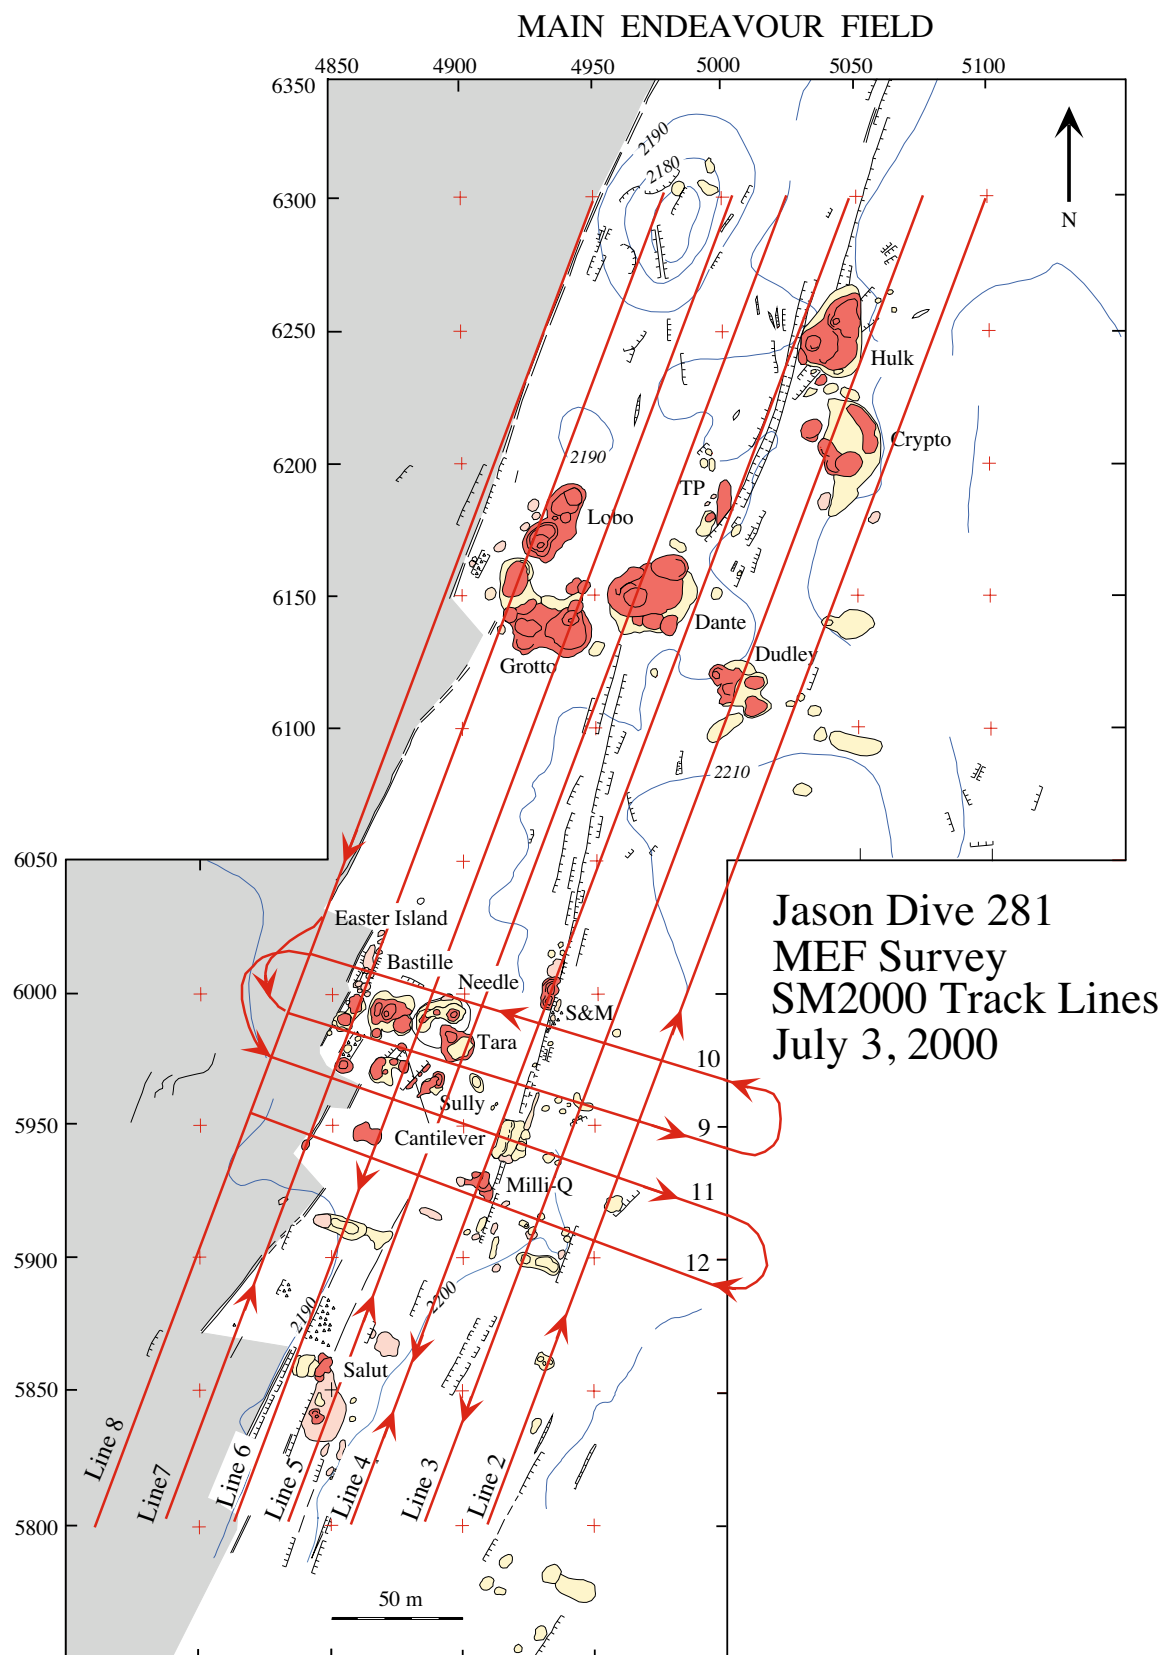 MAIN ENDEAVOUR FIELD
4850 4900 4950 5000 5050 5100
6350
2190
2180
6300
N
6250
Hulk
Crypto
2190
6200
TP
Lobo
6150
Dante
Dudley
Grotto
6100
2210
6050
Jason Dive 281
MEF Survey
SM2000 Track Lines
July 3, 2000
Easter Island
Bastille
Needle
6000
S&M
Tara
10
Sully
5950
Cantilever
9
Milli-Q
11
5900
12
2190
2200
5850
Salut
Line 8
Line7
Line 6
Line 5
Line 4
Line 3
Line 2
5800
50 m